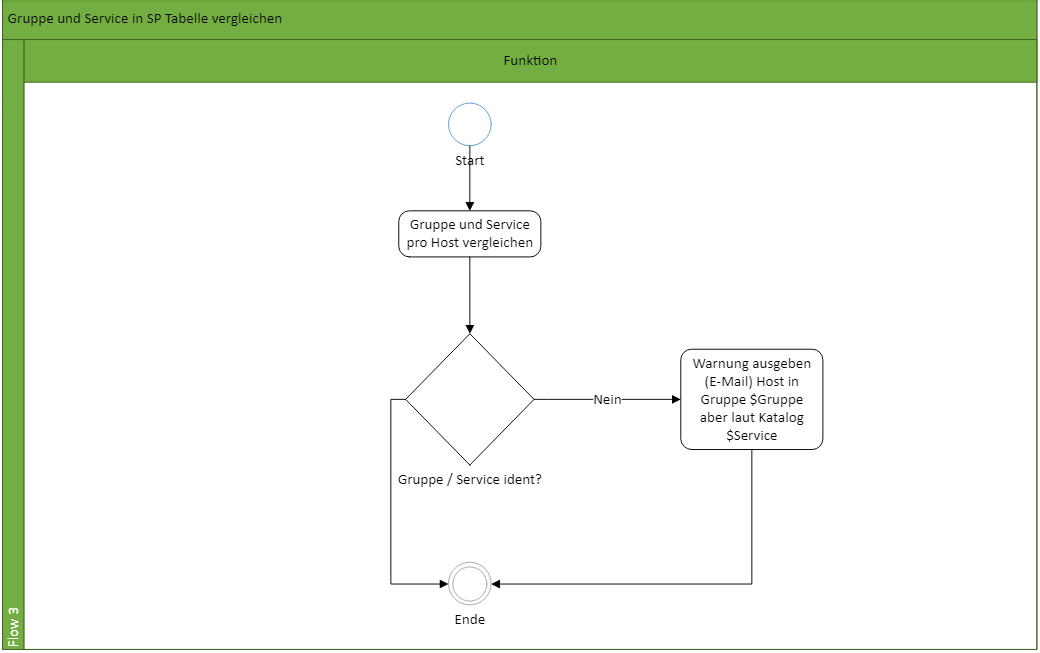 Gruppe und Service in SP Tabelle vergleichen
Funktion
Start
Gruppe und Service
pro Host vergleichen
Nein
Warnung ausgeben
(E-Mail) Host in
Gruppe $Gruppe
aber laut Katalog
$Service
Gruppe / Service ident?
Ende
Flow 3